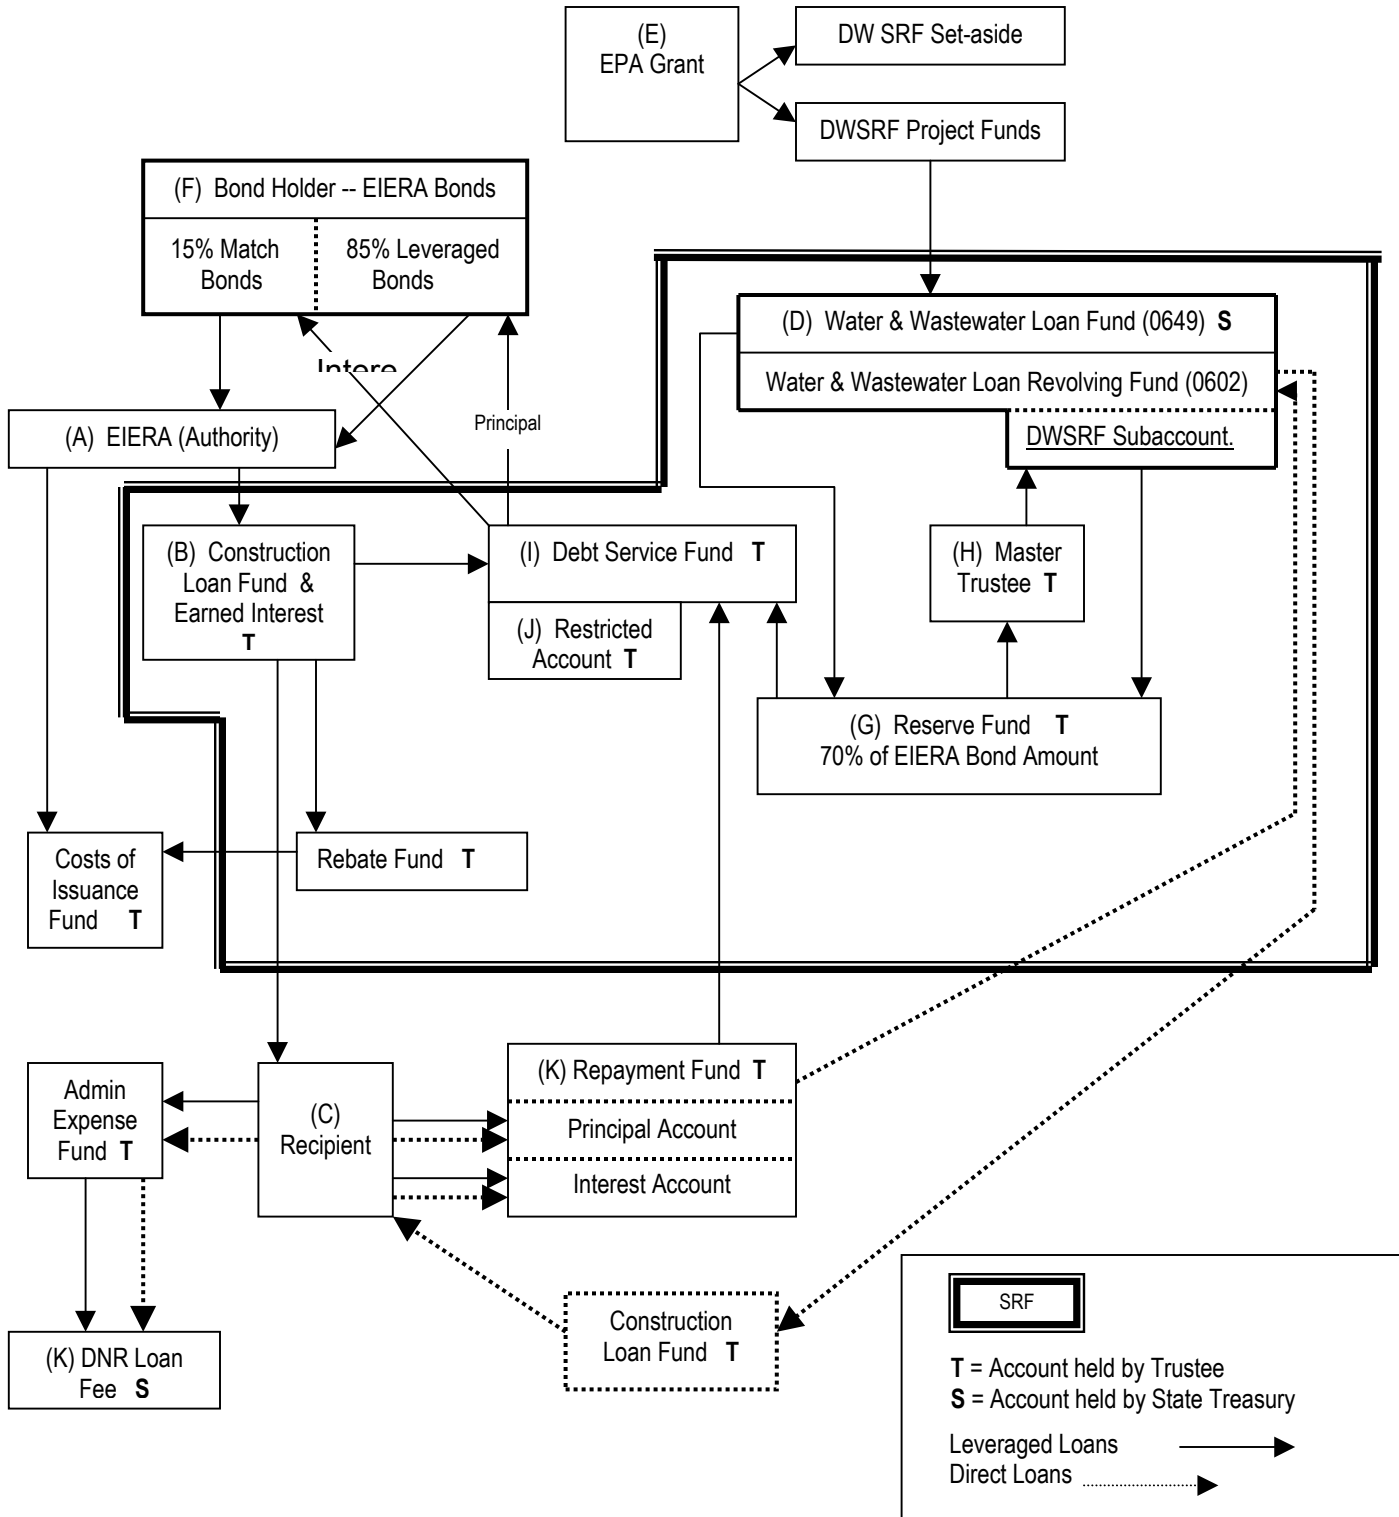 (E)
EPA Grant
DW SRF Set-aside
DWSRF Project Funds
(F) Bond Holder -- EIERA Bonds
15% Match
Bonds
85% Leveraged
Bonds
(D) Water & Wastewater Loan Fund (0649) S
Water & Wastewater Loan Revolving Fund (0602)
DWSRF Subaccount.
Principal
(A) EIERA (Authority)
(B) Construction
Loan Fund &
Earned Interest
T
(I) Debt Service Fund T
(J) Restricted
Account T
(H) Master
Trustee T
(G) Reserve Fund T
70% of EIERA Bond Amount
Costs of
Issuance
Fund T
Rebate Fund T
Admin
Expense
Fund T
(C)
Recipient
(K) Repayment Fund T
Principal Account
Interest Account
(K) DNR Loan
Fee S
Construction
Loan Fund T
SRF
T = Account held by Trustee
S = Account held by State Treasury
Leveraged Loans
Direct Loans